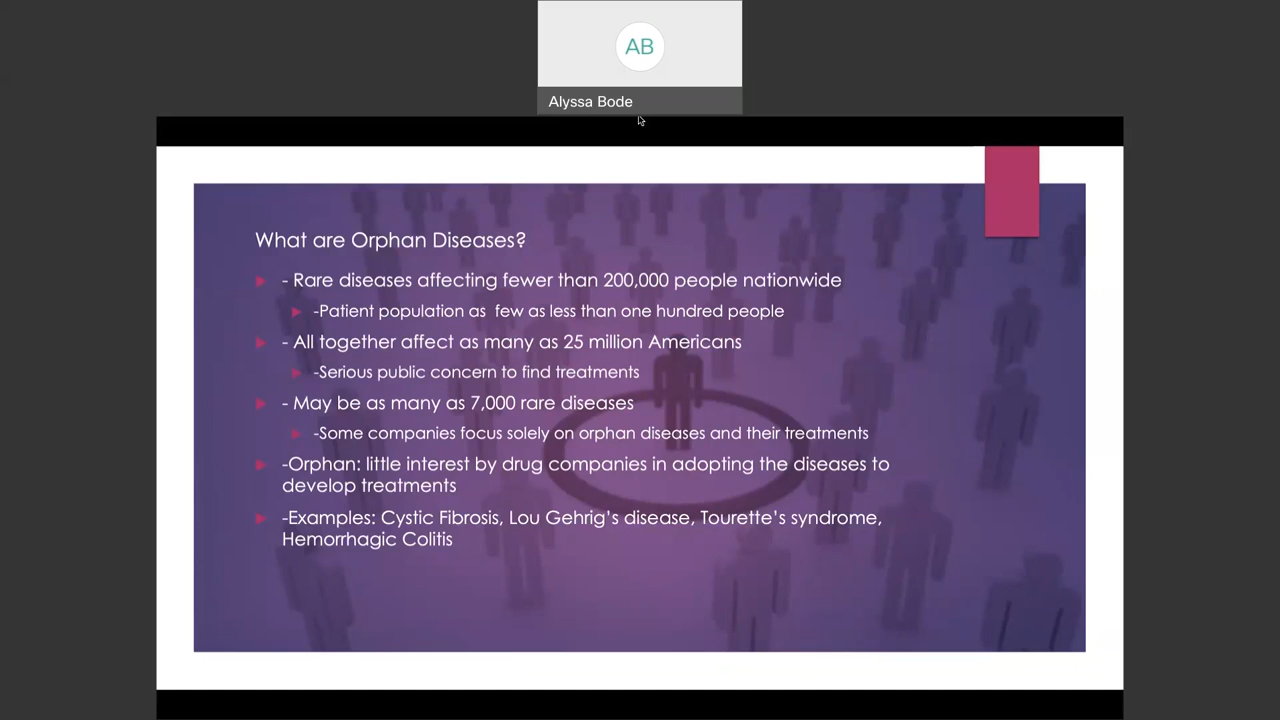 AB
Alyssa Bode
What are Orphan Diseases?
- Rare diseases affecting fewer than 200,000 people nationwide
-Patient population as  few as less than one hundred people
- All together affect as many as 25 million Americans
-Serious public concern to find treatments
- May be as many as 7,000 rare diseases
-Some companies focus solely on orphan diseases and their treatments
-Orphan: little interest by drug companies in adopting the diseases to
develop treatments
-Examples: Cystic Fibrosis, Lou Gehrig’s disease, Tourette’s syndrome,
Hemorrhagic Colitis